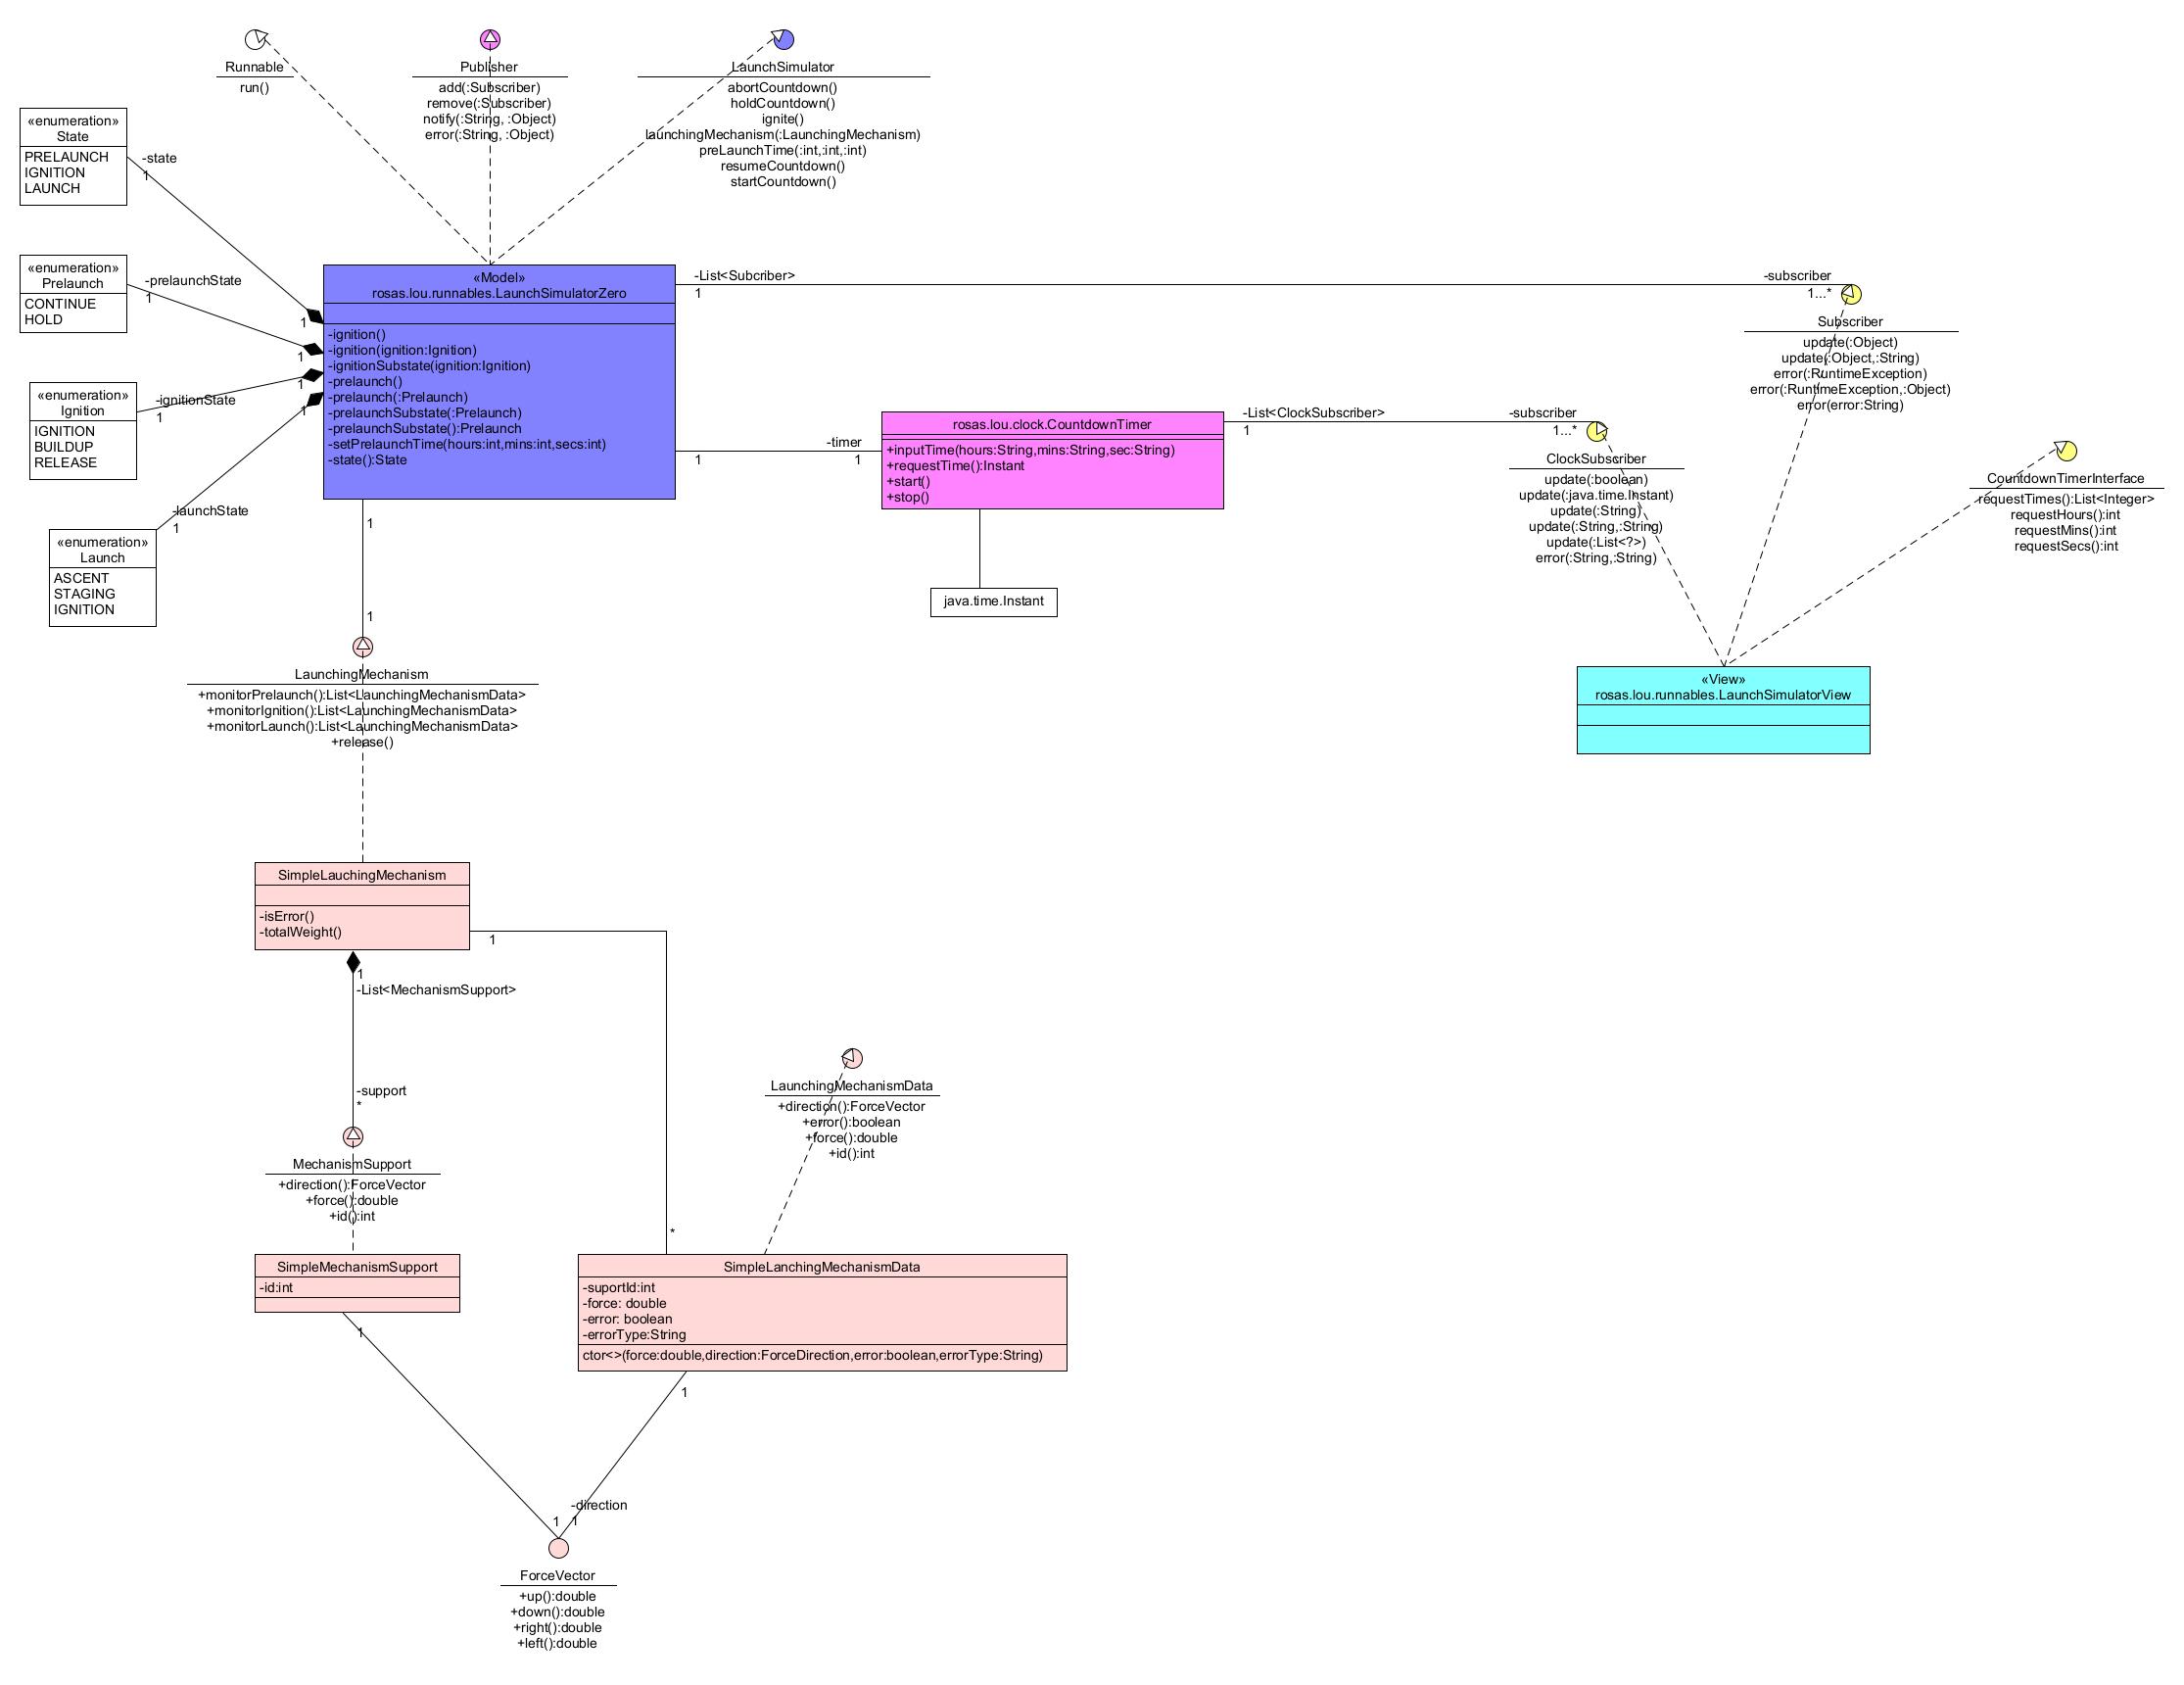 Runnable
run()
Publisher
add(:Subscriber)
remove(:Subscriber)
notify(:String, :Object)
error(:String, :Object)
LaunchSimulator
abortCountdown()
holdCountdown()
ignite()
launchingMechanism(:LaunchingMechanism)
preLaunchTime(:int,:int,:int)
resumeCountdown()
startCountdown()
«enumeration»
State
PRELAUNCH
IGNITION
LAUNCH
-state
1
1
«enumeration»
Prelaunch
CONTINUE
HOLD
-prelaunchState
1
1
«enumeration»
Ignition
IGNITION
BUILDUP
RELEASE
-ignitionState
1
1
«enumeration»
Launch
ASCENT
STAGING
IGNITION
-launchState
1
1
«Model»
rosas.lou.runnables.LaunchSimulatorZero
-ignition()
-ignition(ignition:Ignition)
-ignitionSubstate(ignition:Ignition)
-prelaunch()
-prelaunch(:Prelaunch)
-prelaunchSubstate(:Prelaunch)
-prelaunchSubstate():Prelaunch
-setPrelaunchTime(hours:int,mins:int,secs:int)
-state():State
-List<Subcriber>
1
-subscriber
1...*
Subscriber
update(:Object)
update(:Object,:String)
error(:RuntimeException)
error(:RuntimeException,:Object)
error(error:String)
-timer
1
1
rosas.lou.clock.CountdownTimer
+inputTime(hours:String,mins:String,sec:String)
+requestTime():Instant
+start()
+stop()
-List<ClockSubscriber>
1
-subscriber
1...*
ClockSubscriber
update(:boolean)
update(:java.time.Instant)
update(:String)
update(:String,:String)
update(:List<?>)
error(:String,:String)
CountdownTimerInterface
requestTimes():List<Integer>
requestHours():int
requestMins():int
requestSecs():int
java.time.Instant
«View»
rosas.lou.runnables.LaunchSimulatorView
1
1
LaunchingMechanism
+monitorPrelaunch():List<LaunchingMechanismData>
+monitorIgnition():List<LaunchingMechanismData>
+monitorLaunch():List<LaunchingMechanismData>
+release()
SimpleLauchingMechanism
-isError()
-totalWeight()
1
1
-List<MechanismSupport>
-support
*
MechanismSupport
+direction():ForceVector
+force():double
+id():int
LaunchingMechanismData
+direction():ForceVector
+error():boolean
+force():double
+id():int
*
SimpleMechanismSupport
-id:int
1
SimpleLanchingMechanismData
-suportId:int
-force: double
-error: boolean
-errorType:String
ctor<>(force:double,direction:ForceDirection,error:boolean,errorType:String)
1
-direction
1
1
ForceVector
+up():double
+down():double
+right():double
+left():double